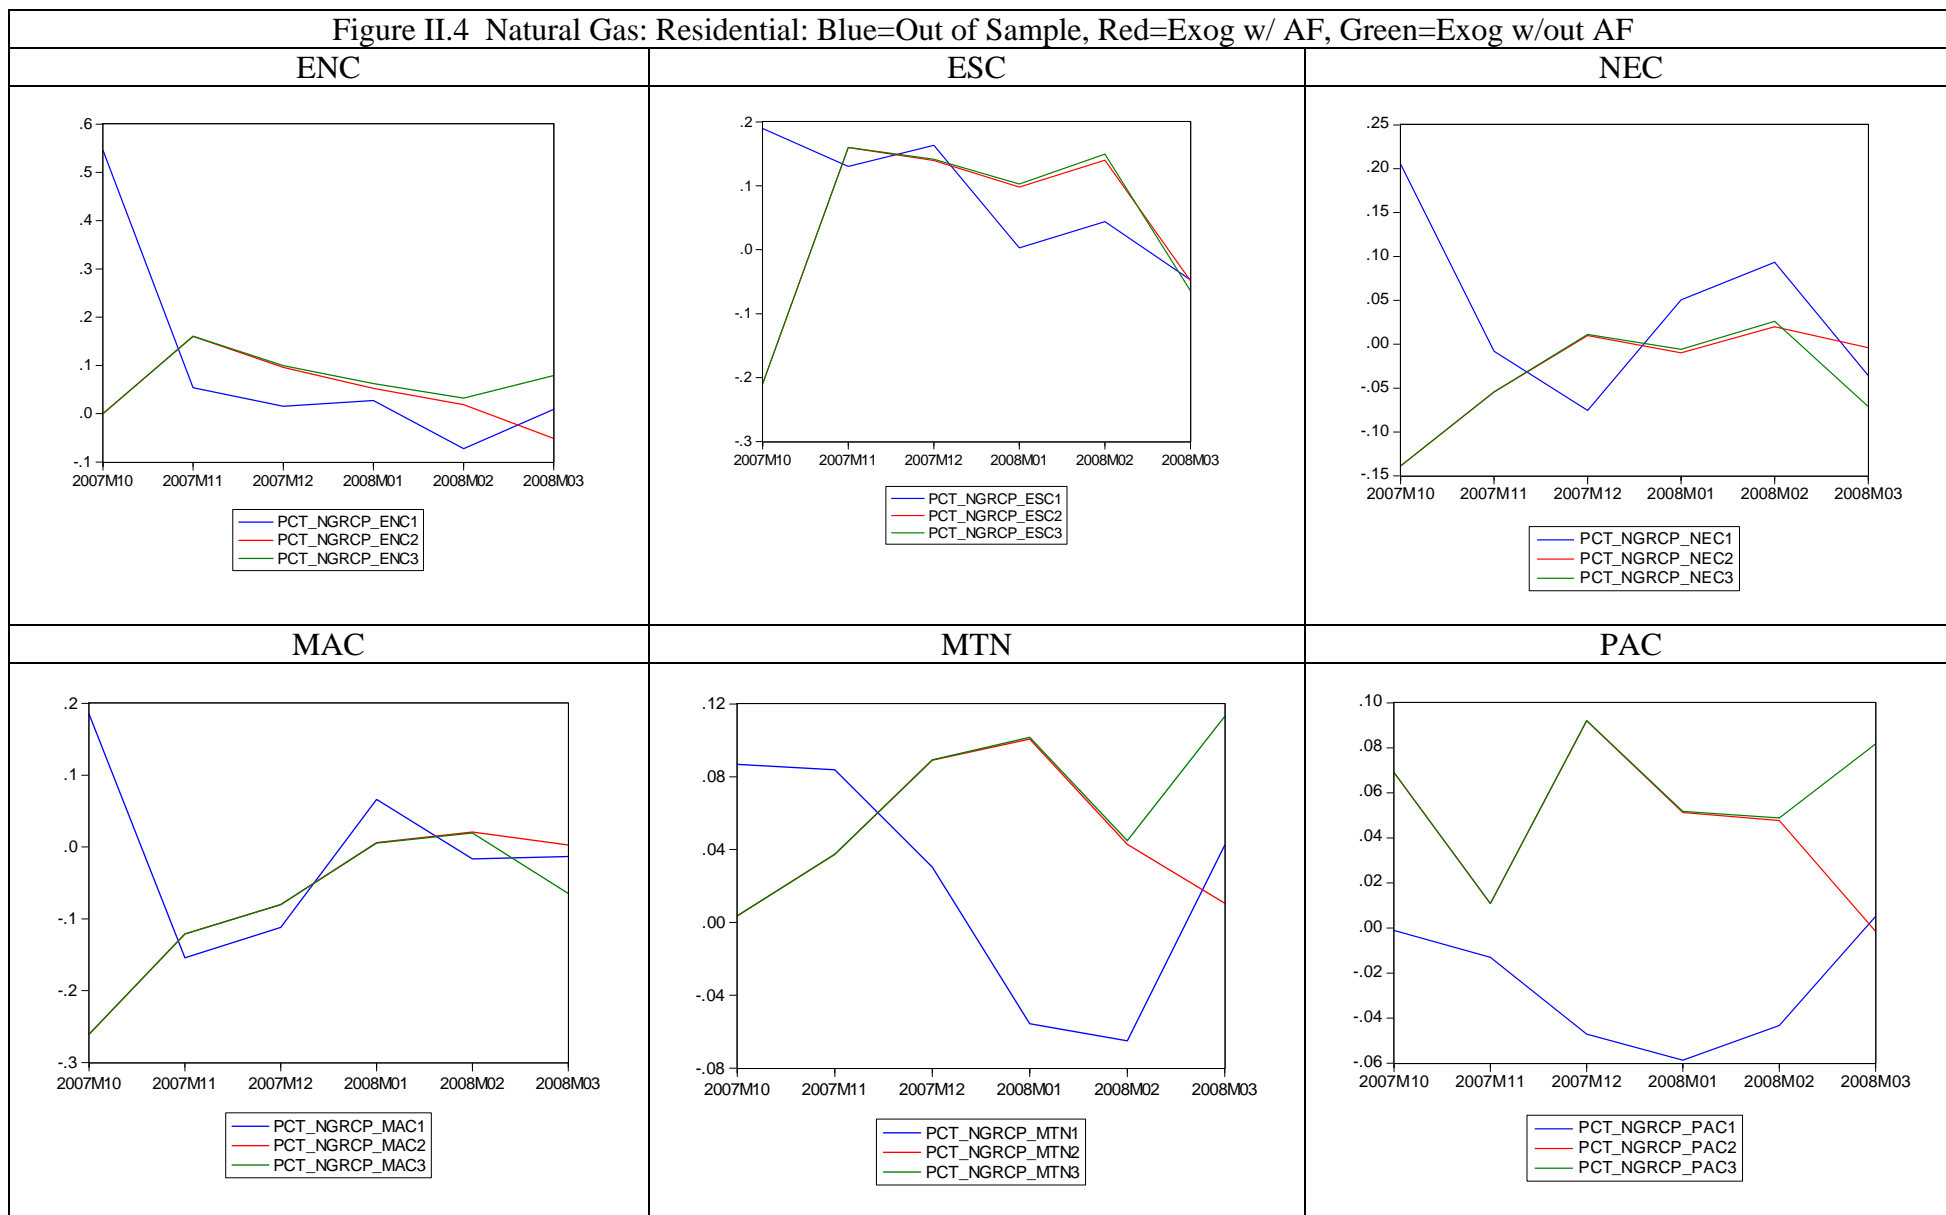 Figure II.4 Natural Gas: Residential: Blue=Out of Sample, Red=Exog w/ AF, Green=Exog w/out AF
ENC
ESC
NEC
.6
.5
.4
.3
.2
.1
.0
-.1
2007M10 2007M11 2007M12 2008M01 2008M02 2008M03
PCT_NGRCP_ENC1
PCT_NGRCP_ENC2
PCT_NGRCP_ENC3
.2
.1
.0
-.1
-.2
-.3
2007M10 2007M11 2007M12 2008M01 2008M02 2008M03
PCT_NGRCP_ESC1
PCT_NGRCP_ESC2
PCT_NGRCP_ESC3
.25
.20
.15
.10
.05
.00
-.05
-.10
-.15
2007M10 2007M11 2007M12 2008M01 2008M02 2008M03
PCT_NGRCP_NEC1
PCT_NGRCP_NEC2
PCT_NGRCP_NEC3
MAC
MTN
PAC
.2
.1
.0
-.1
-.2
-.3
2007M10 2007M11 2007M12 2008M01 2008M02 2008M03
PCT_NGRCP_MAC1
PCT_NGRCP_MAC2
PCT_NGRCP_MAC3
.12
.08
.04
.00
-.04
-.08
2007M10 2007M11 2007M12 2008M01 2008M02 2008M03
PCT_NGRCP_MTN1
PCT_NGRCP_MTN2
PCT_NGRCP_MTN3
.10
.08
.06
.04
.02
.00
-.02
-.04
-.06
2007M10 2007M11 2007M12 2008M01 2008M02 2008M03
PCT_NGRCP_PAC1
PCT_NGRCP_PAC2
PCT_NGRCP_PAC3